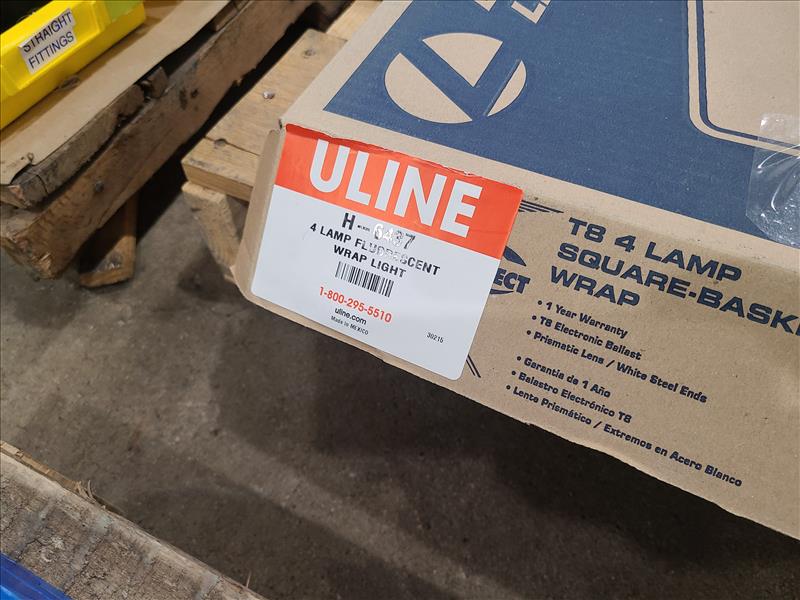 STRAIGHT
FITTINGS
ULINE
H-6437
4 LAMP FLUORESCENT
WRAP LIGHT
1-800-295-5510
uline.com
Made in MEXICO
30215
T8 4 LAMP
SQUARE-BASK
WRAP
• 1 Year Warranty
• T8 Electronic Ballast
• Prismatic Lens / White Steel Ends
• Garantía de 1 Año
• Balastro Electrónico T8
• Lente Prismático / Extremos en Acero Blanco